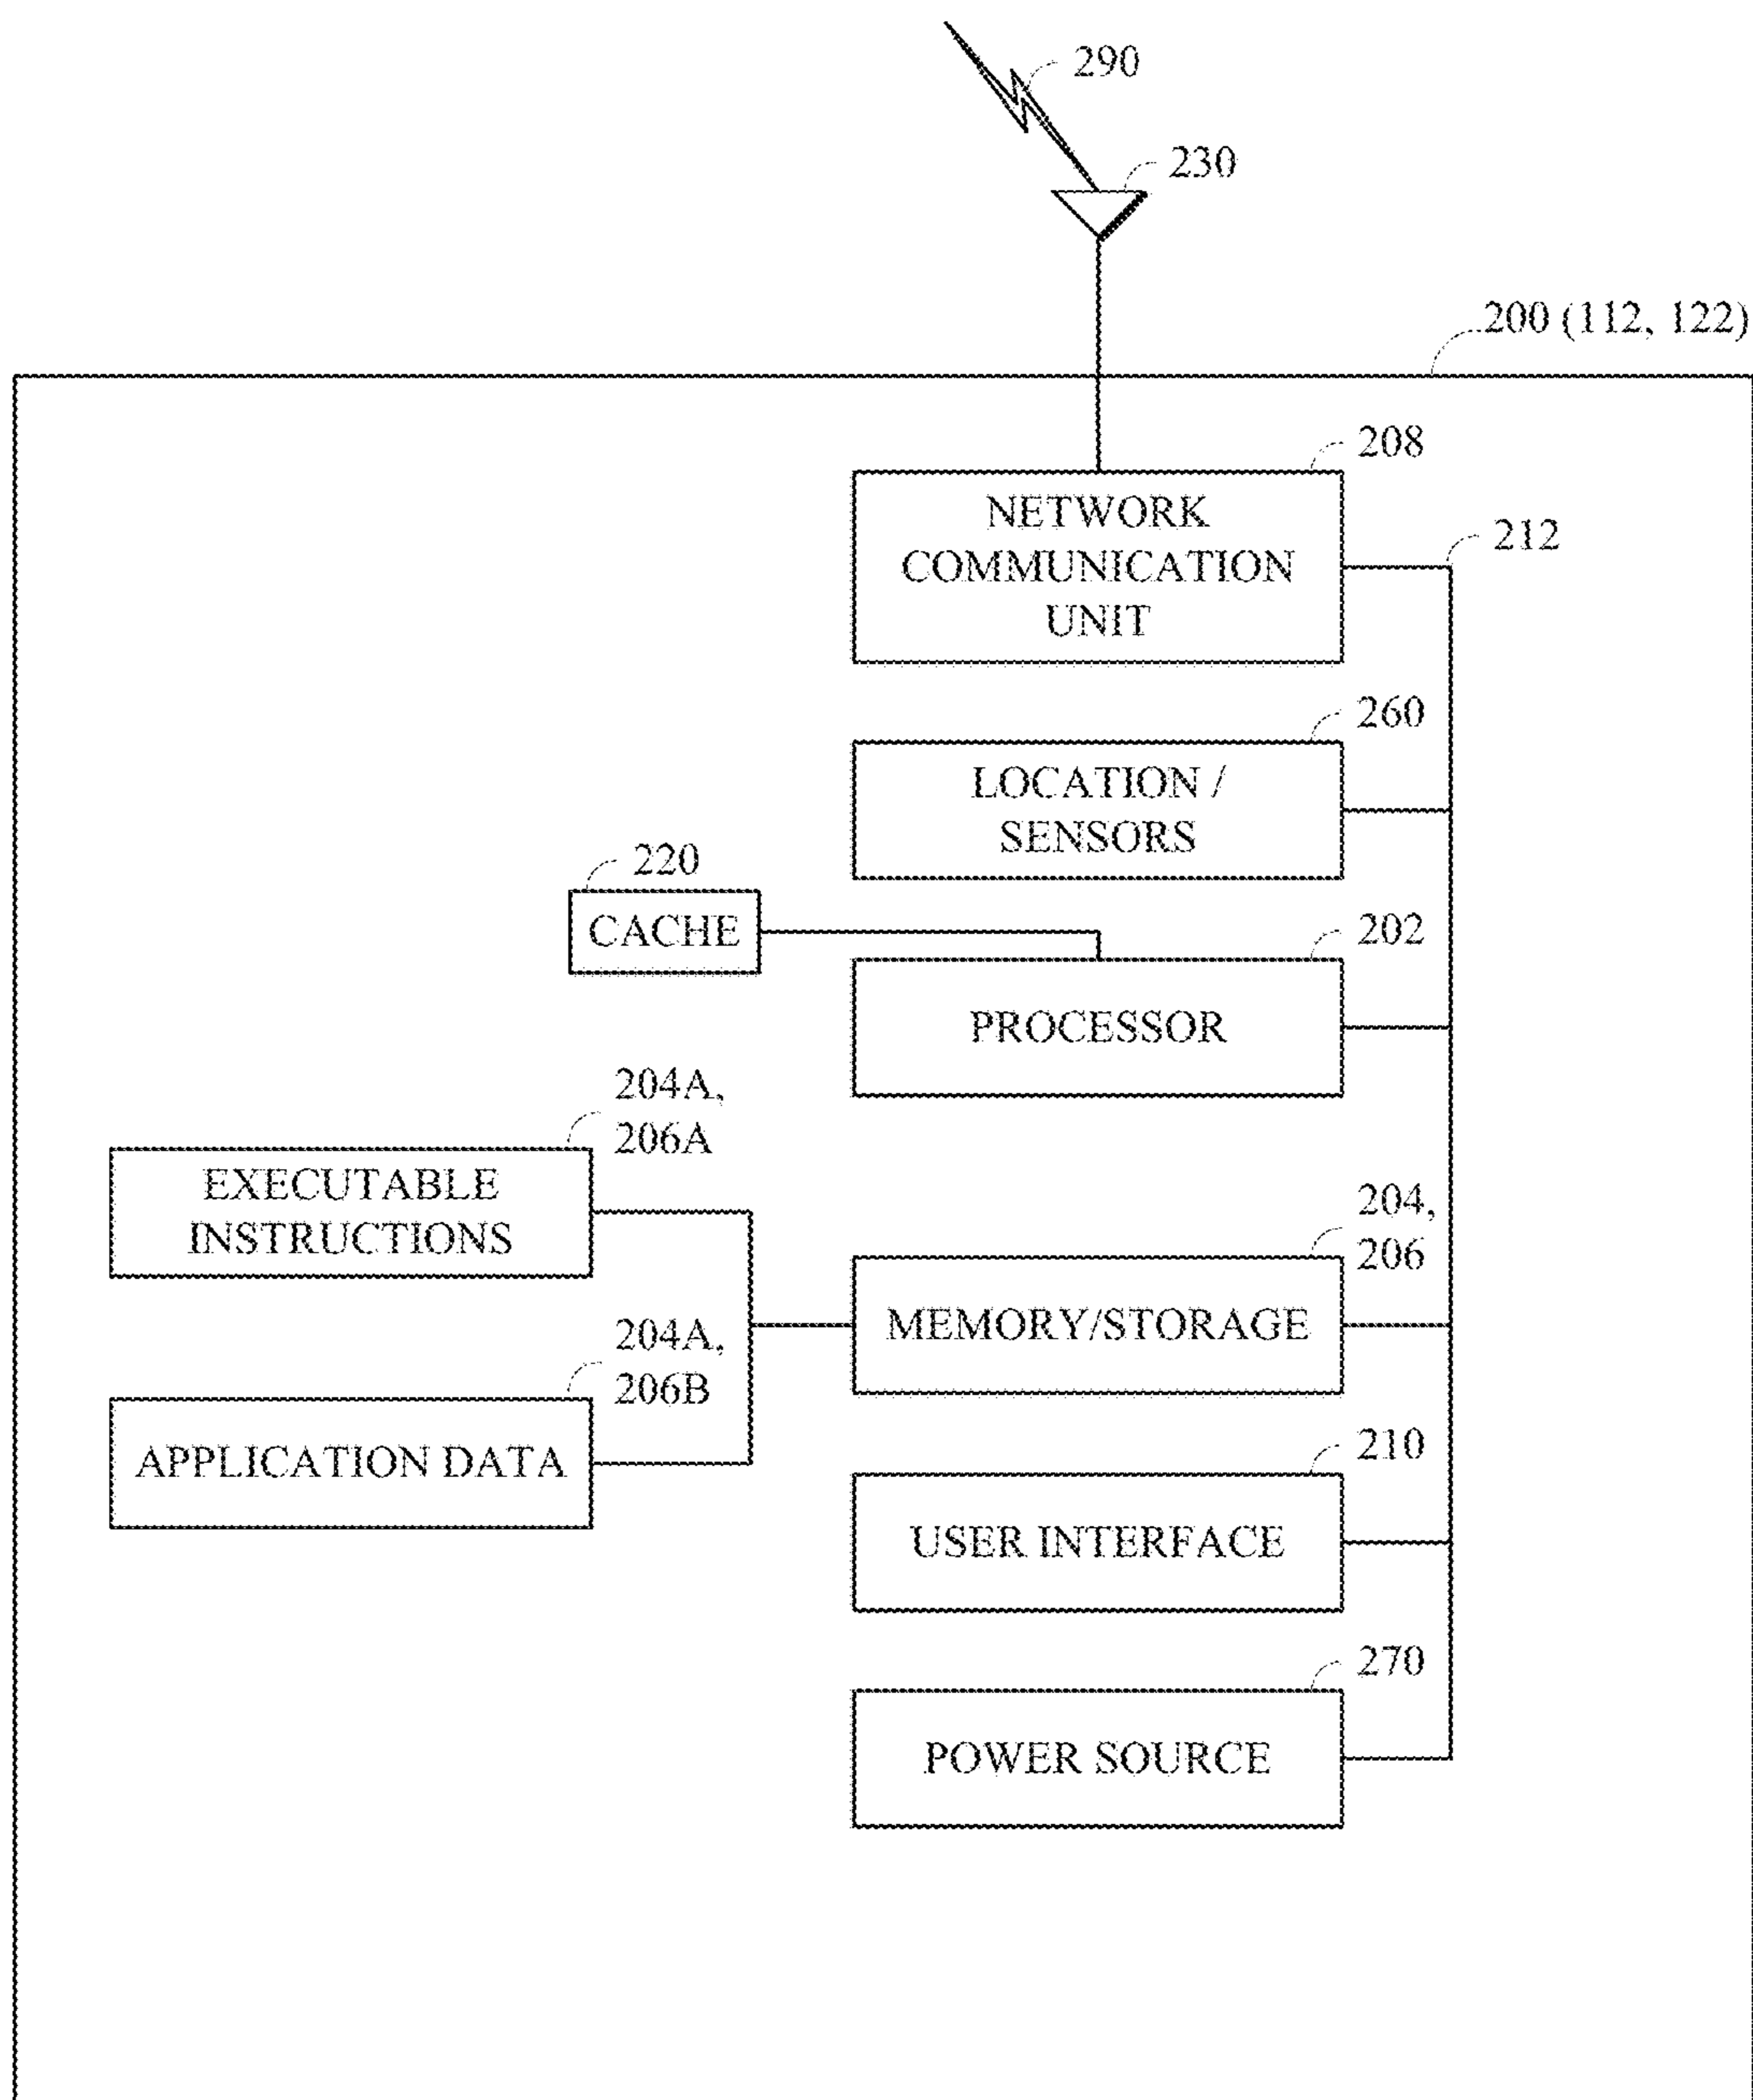 290
230
200 (112, 122)
208
NETWORK
COMMUNICATION
UNIT
212
260
LOCATION /
SENSORS
220
CACHE
202
PROCESSOR
204A,
206A
EXECUTABLE
INSTRUCTIONS
204,
206
MEMORY/STORAGE
204A,
206B
APPLICATION DATA
210
USER INTERFACE
270
POWER SOURCE